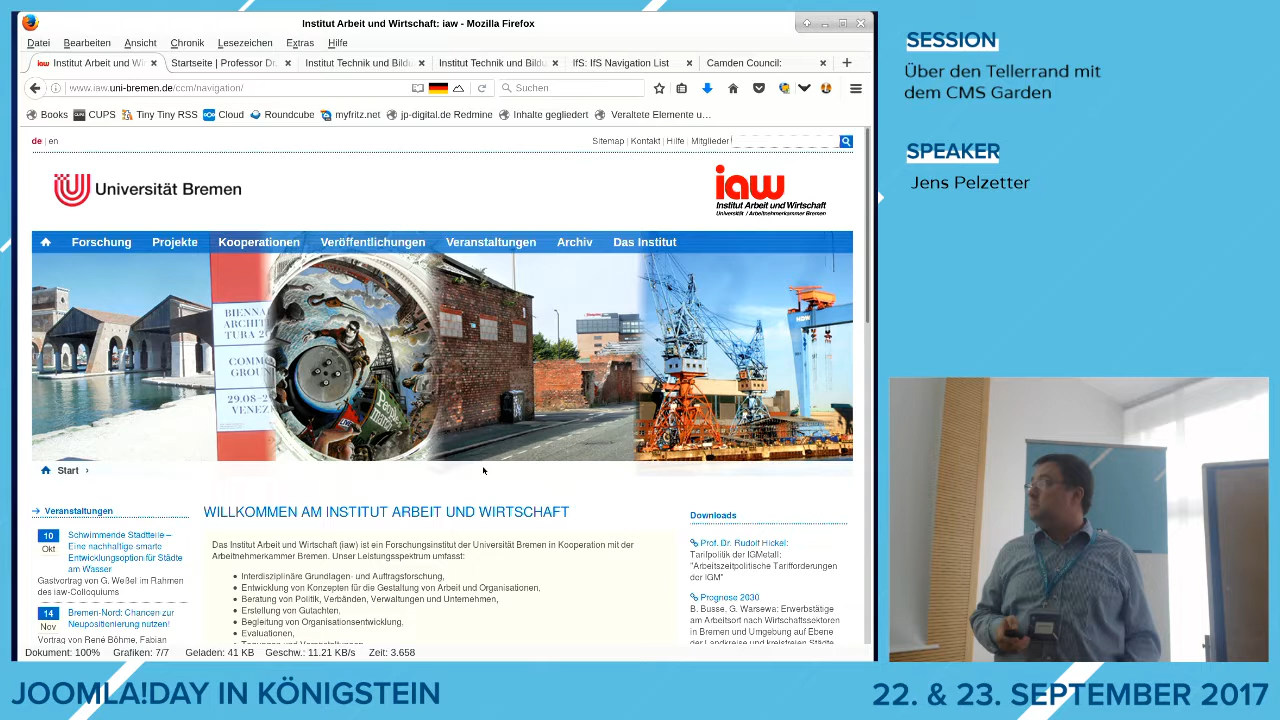 Institut Arbeit und Wirtschaft: iaw - Mozilla Firefox
Datei Bearbeiten Ansicht Chronik Lesezeichen Extras Hilfe
iaw Institut Arbeit und Wir
Startseite | Professor Dr.
Institut Technik und Bildu
Institut Technik und Bildu
IfS: IfS Navigation List
Camden Council:
www.iaw.uni-bremen.de/ccm/navigation/
Suchen
Books CUPS Tiny Tiny RSS Cloud Roundcube myfritz.net jp-digital.de Redmine Inhalte gegliedert Veraltete Elemente u…
de | en
Sitemap | Kontakt | Hilfe | Mitglieder
Universität Bremen
iaw
Institut Arbeit und Wirtschaft
Universität / Arbeitnehmerkammer Bremen
Forschung Projekte Kooperationen Veröffentlichungen Veranstaltungen Archiv Das Institut
Start ›
Veranstaltungen
10
Okt
Schwimmende Stadtteile –
Eine nachhaltige smarte
Entwicklungsoption für Städte
am Wasser
Gastvortrag von G. Weßel im Rahmen
des iaw-Colloquiums
14
Nov
Bremen-Nord: Chancen zur
Neupositionierung nutzen!
Vortrag von René Böhme, Fabian
WILLKOMMEN AM INSTITUT ARBEIT UND WIRTSCHAFT
Das Institut Arbeit und Wirtschaft (iaw) ist ein Forschungsinstitut der Universität Bremen in Kooperation mit der
Arbeitnehmerkammer Bremen. Unser Leistungsspektrum umfasst:
Interdisziplinäre Grundlagen- und Auftragsforschung,
Entwicklung von Konzepten für die Gestaltung von Arbeit und Organisationen,
Beratung von Politik, Verbänden, Verwaltungen und Unternehmen,
Erstellung von Gutachten,
Begleitung von Organisationsentwicklung,
Evaluationen,
Downloads
Prof. Dr. Rudolf Hickel:
Tarifpolitik der IGMetall:
"Arbeitszeitpolitische Tarifforderungen
der IGM"
Prognose 2030
B. Busse, G. Warsewa: Erwerbstätige
am Arbeitsort nach Wirtschaftssektoren
in Bremen und Umgebung auf Ebene
der Landkreise und kreisfreien Städte
Dokument: 100% Grafiken: 7/7 Geladen: 41 KB Geschw.: 11.21 KB/s Zeit: 3.658
SESSION
Über den Tellerrand mit
dem CMS Garden
SPEAKER
Jens Pelzetter
JOOMLA!DAY IN KÖNIGSTEIN
22. & 23. SEPTEMBER 2017